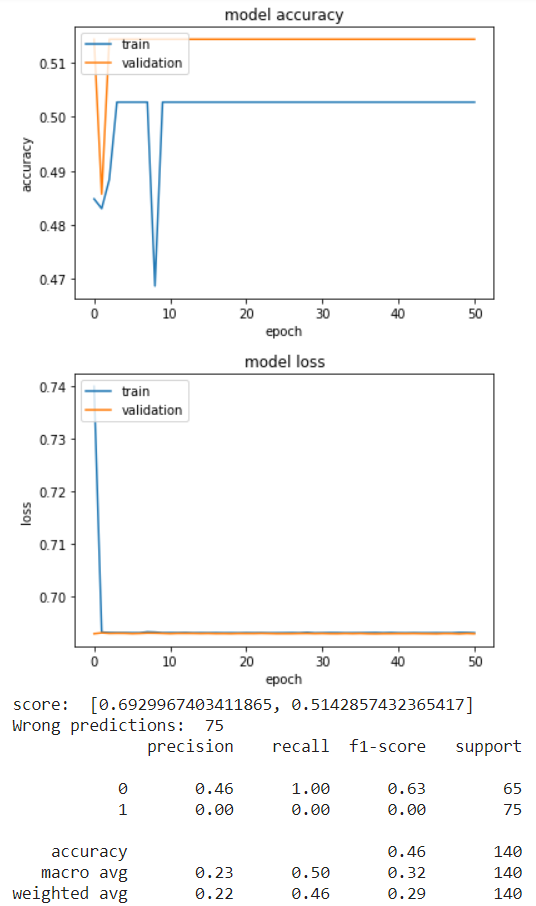 model accuracy
train
validation
0.51
0.50
0.49
0.48
0.47
accuracy
0 10 20 30 40 50
epoch
model loss
train
validation
0.74
0.73
0.72
0.71
0.70
loss
0 10 20 30 40 50
epoch
score:  [0.6929967403411865, 0.5142857432365417]
Wrong predictions:  75
precision recall f1-score support
0 0.46 1.00 0.63 65
1 0.00 0.00 0.00 75
accuracy 0.46 140
macro avg 0.23 0.50 0.32 140
weighted avg 0.22 0.46 0.29 140